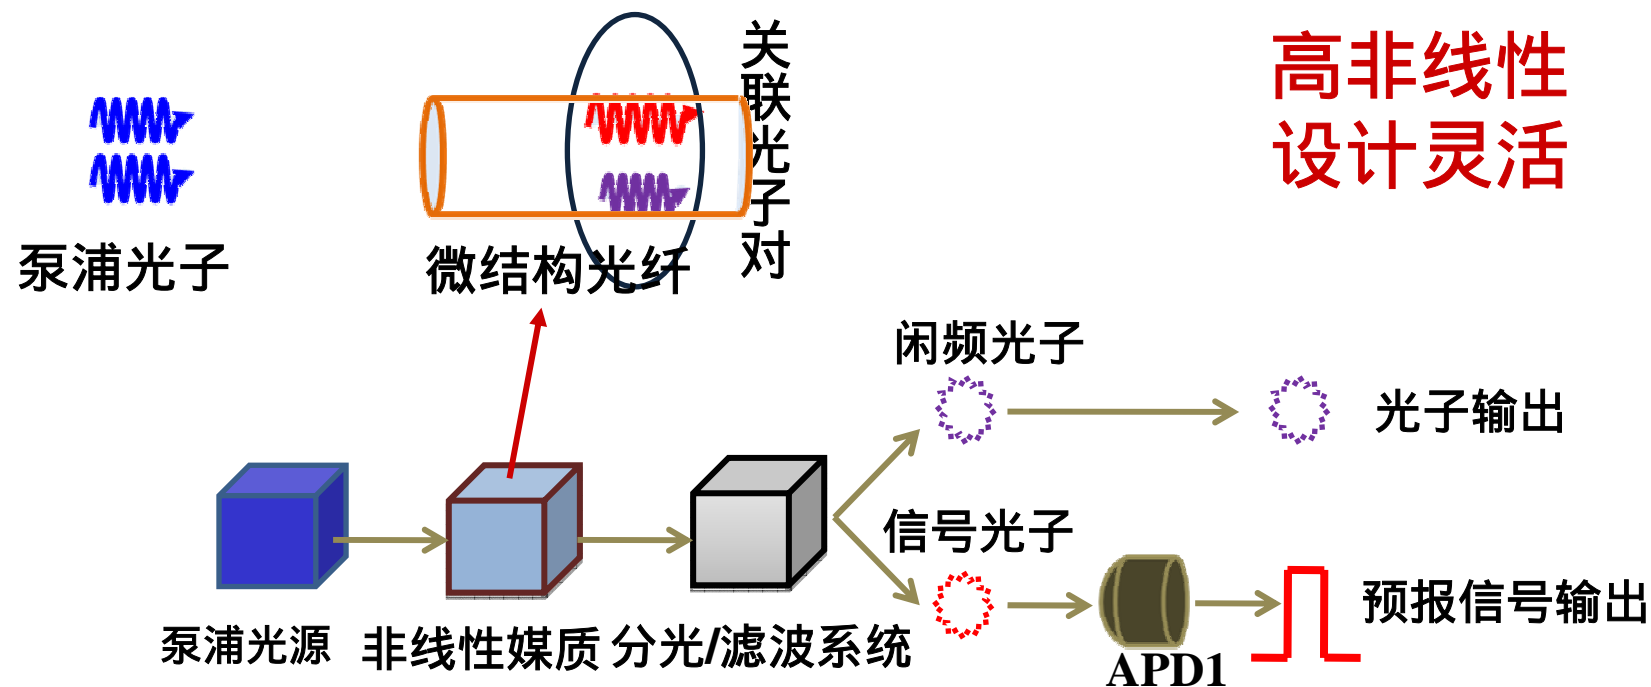 高非线性
设计灵活
关联光子对
泵浦光子
微结构光纤
闲频光子
光子输出
信号光子
预报信号输出
泵浦光源
非线性媒质
分光/滤波系统
APD1